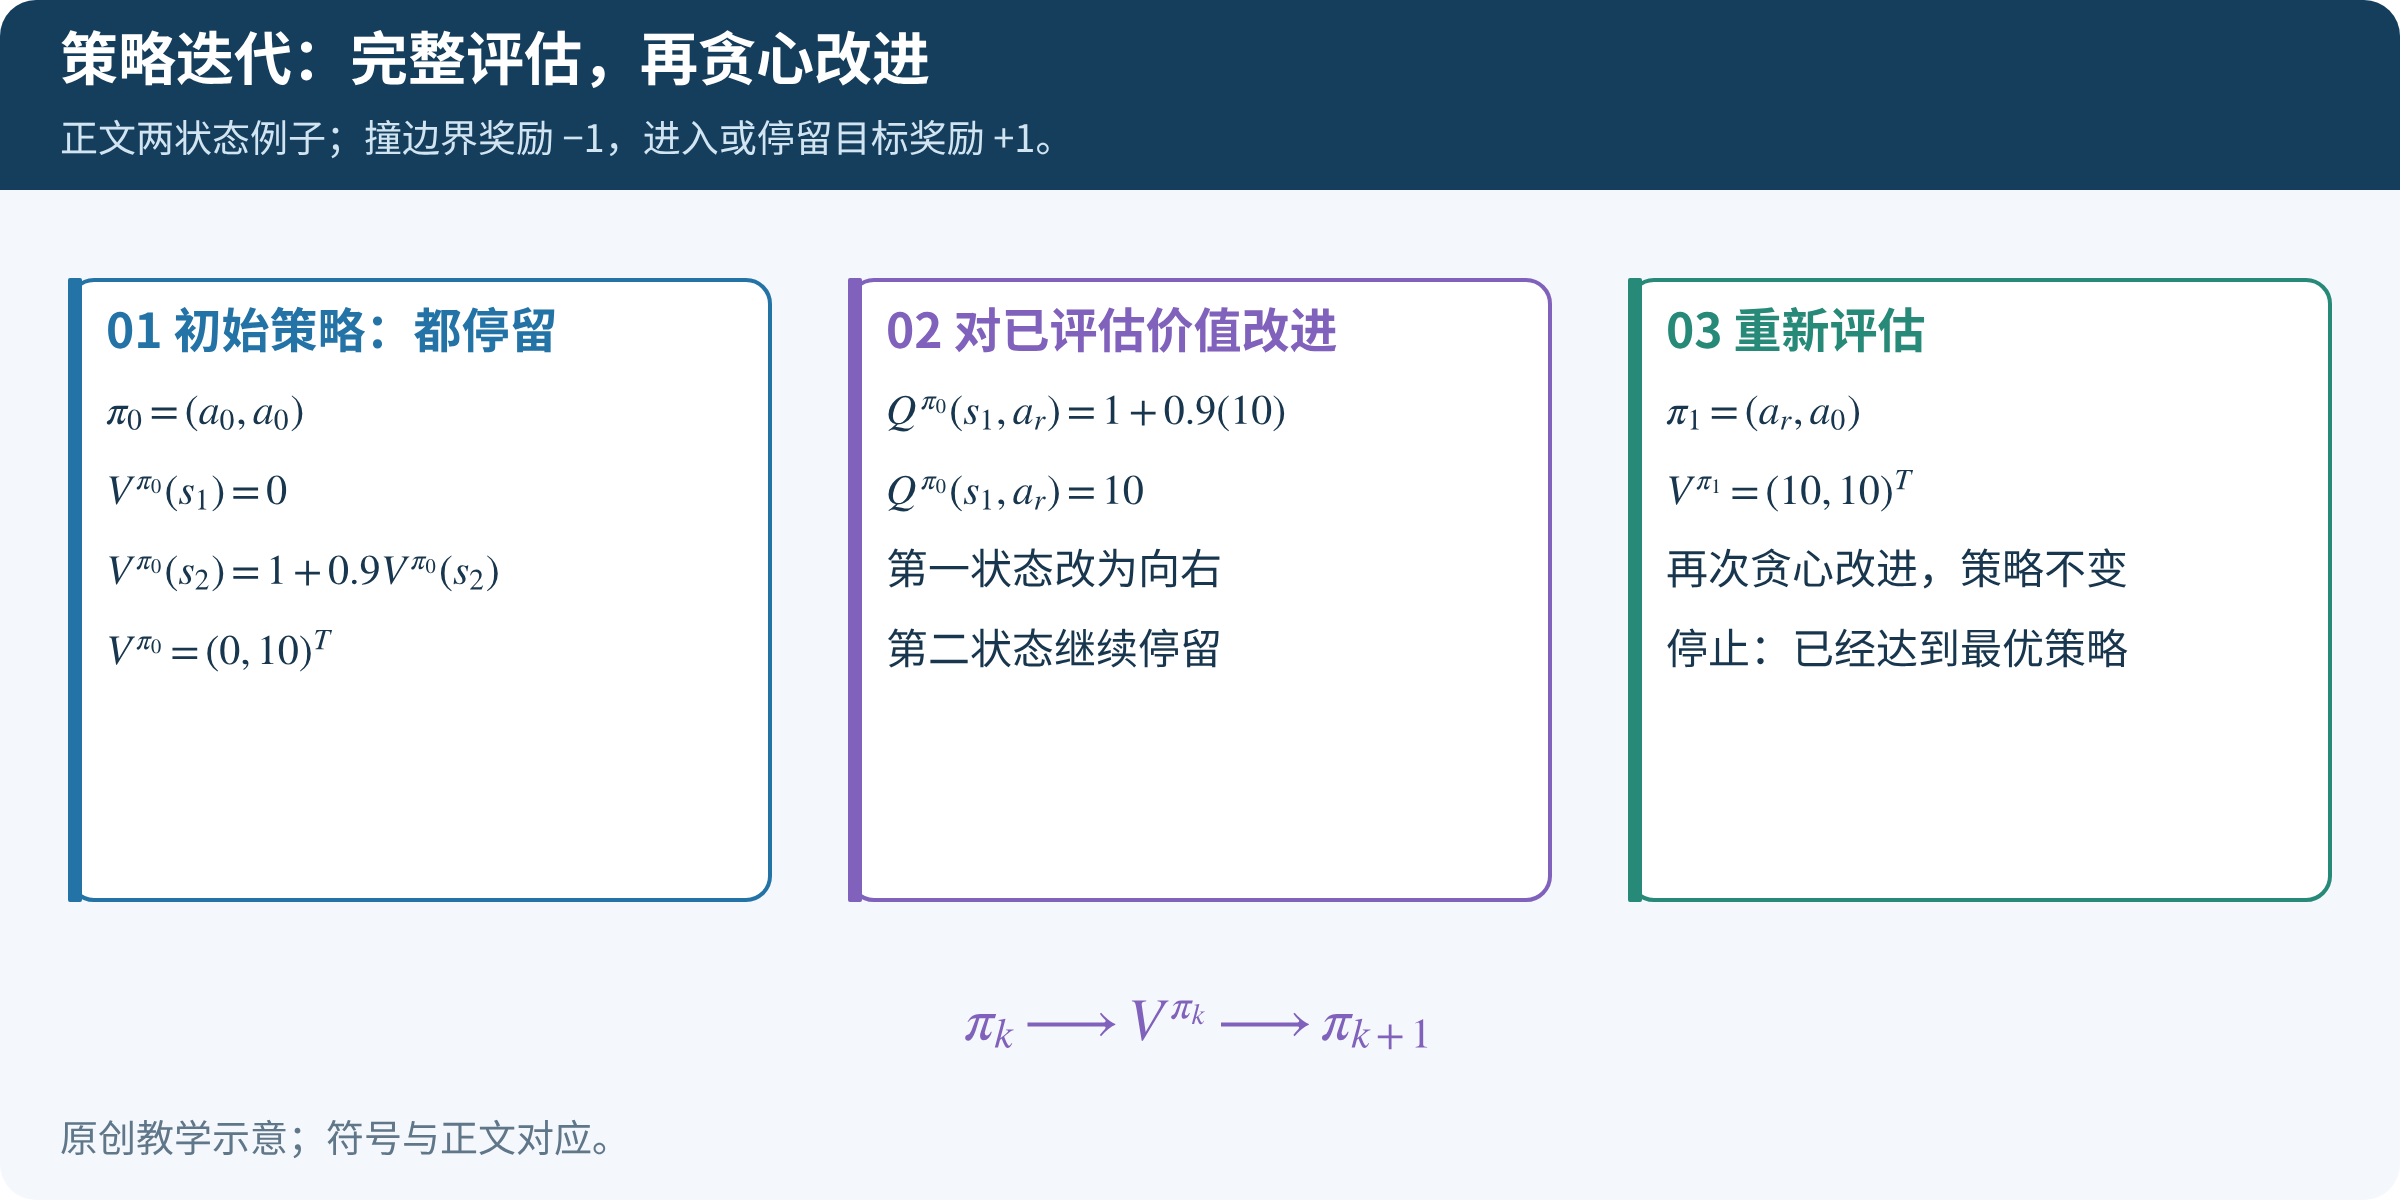 策略迭代：完整评估，再贪心改进
正文两状态例子；撞边界奖励 −1，进入或停留目标奖励 +1。
01 初始策略：都停留
π₀ = (a₀, a₀)
V^{π₀}(s₁) = 0
V^{π₀}(s₂) = 1 + 0.9V^{π₀}(s₂)
V^{π₀} = (0, 10)^T
02 对已评估价值改进
Q^{π₀}(s₁, a_r) = 1 + 0.9(10)
Q^{π₀}(s₁, a_r) = 10
第一状态改为向右
第二状态继续停留
03 重新评估
π₁ = (a_r, a₀)
V^{π₁} = (10, 10)^T
再次贪心改进，策略不变
停止：已经达到最优策略
π_k ⟶ V^{π_k} ⟶ π_{k+1}
原创教学示意；符号与正文对应。